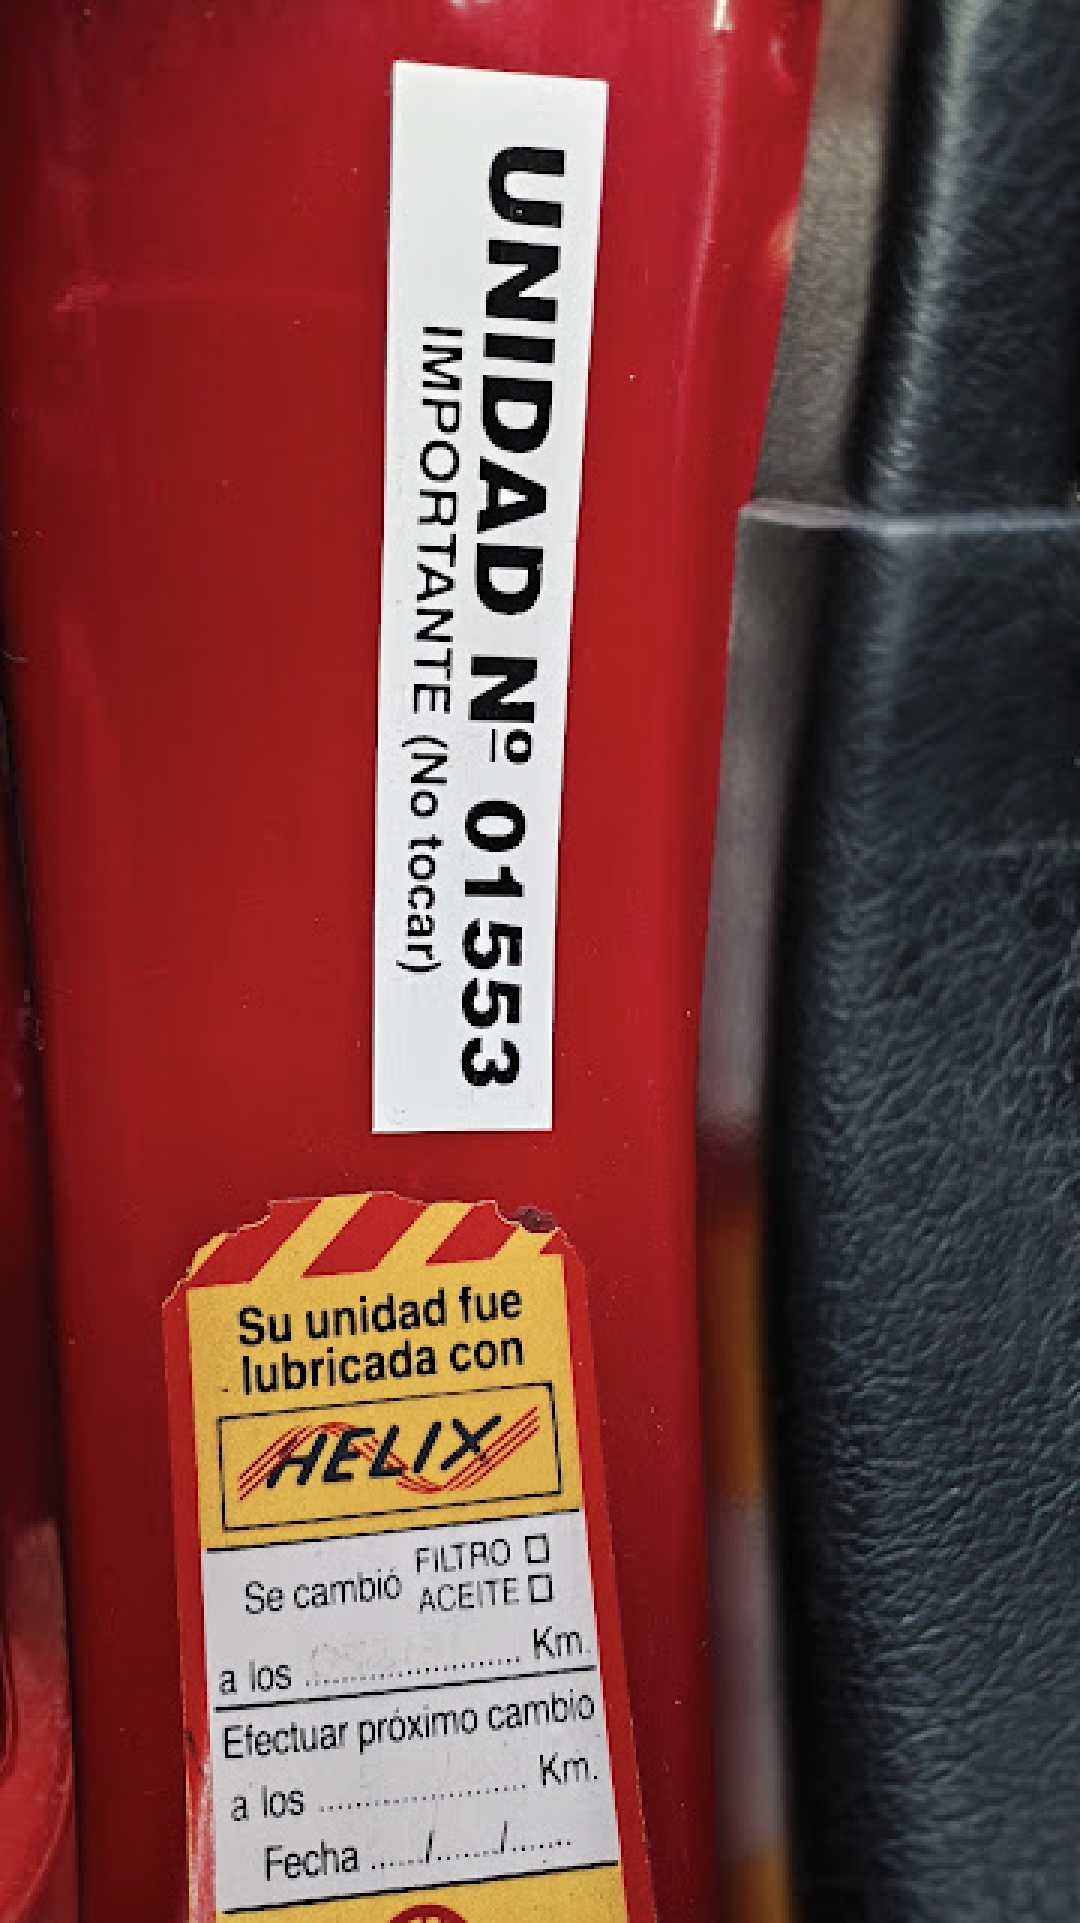 UNIDAD Nº 01553
IMPORTANTE (No tocar)
Su unidad fue
lubricada con
HELIX
Se cambió FILTRO □
ACEITE □
a los .................... Km.
Efectuar próximo cambio
a los .................... Km.
Fecha ....../......./.......